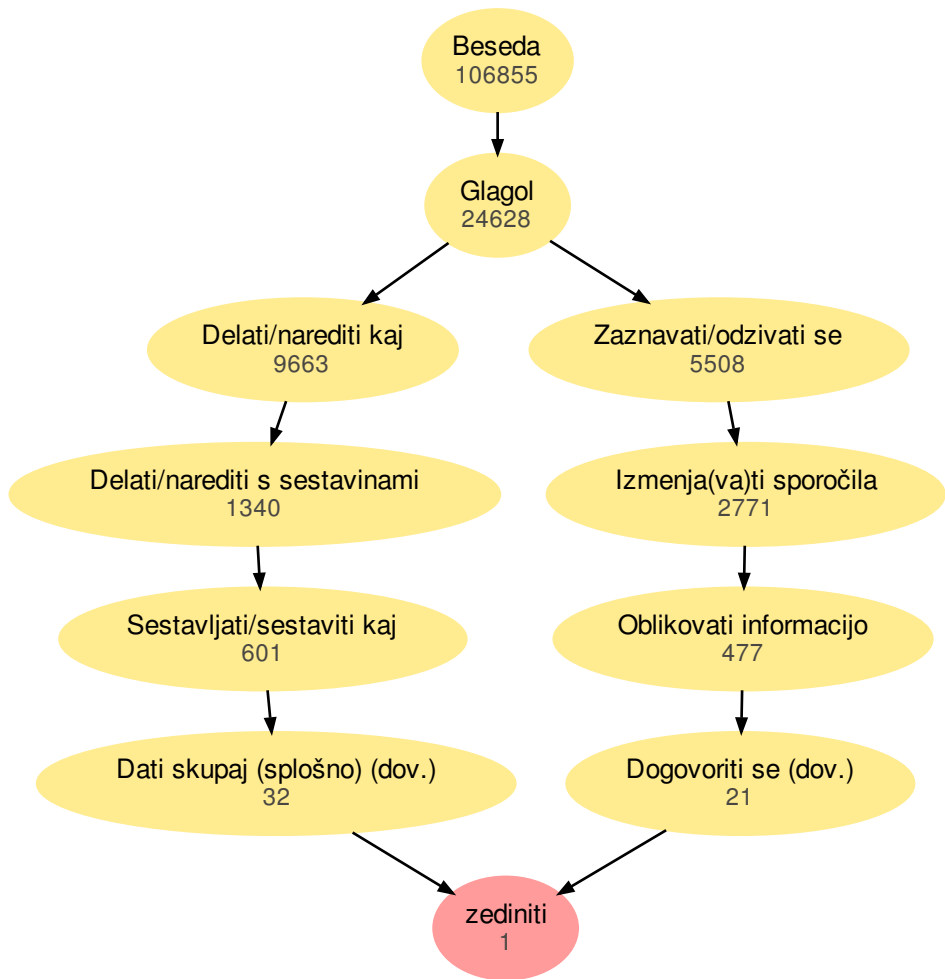 Beseda
106855
Glagol
24628
Delati/narediti kaj
9663
Zaznavati/odzivati se
5508
Delati/narediti s sestavinami
1340
Izmenja(va)ti sporočila
2771
Sestavljati/sestaviti kaj
601
Oblikovati informacijo
477
Dati skupaj (splošno) (dov.)
32
Dogovoriti se (dov.)
21
zediniti
1